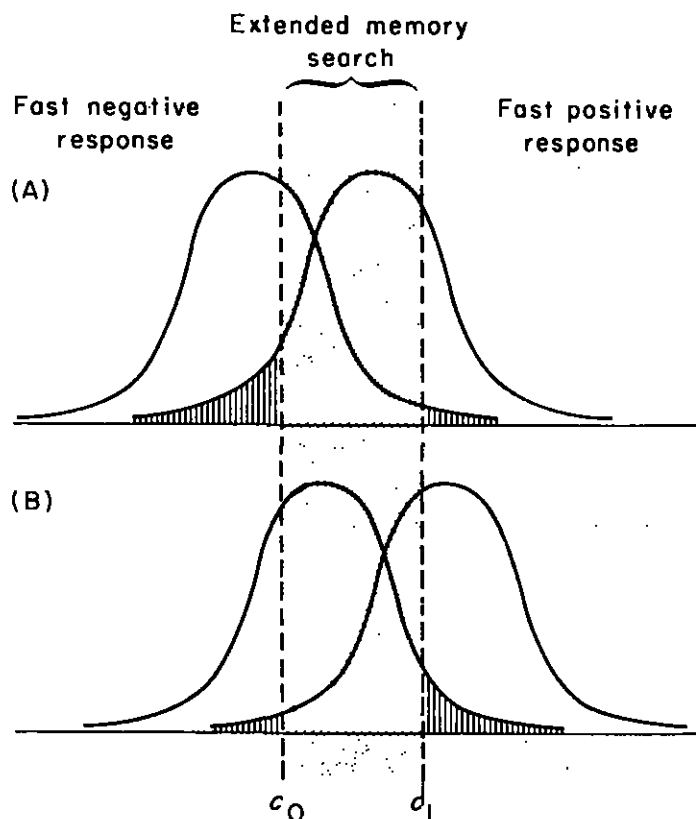 Extended memory
search
Fast negative
response
Fast positive
response
(A)
(B)
c0
c1